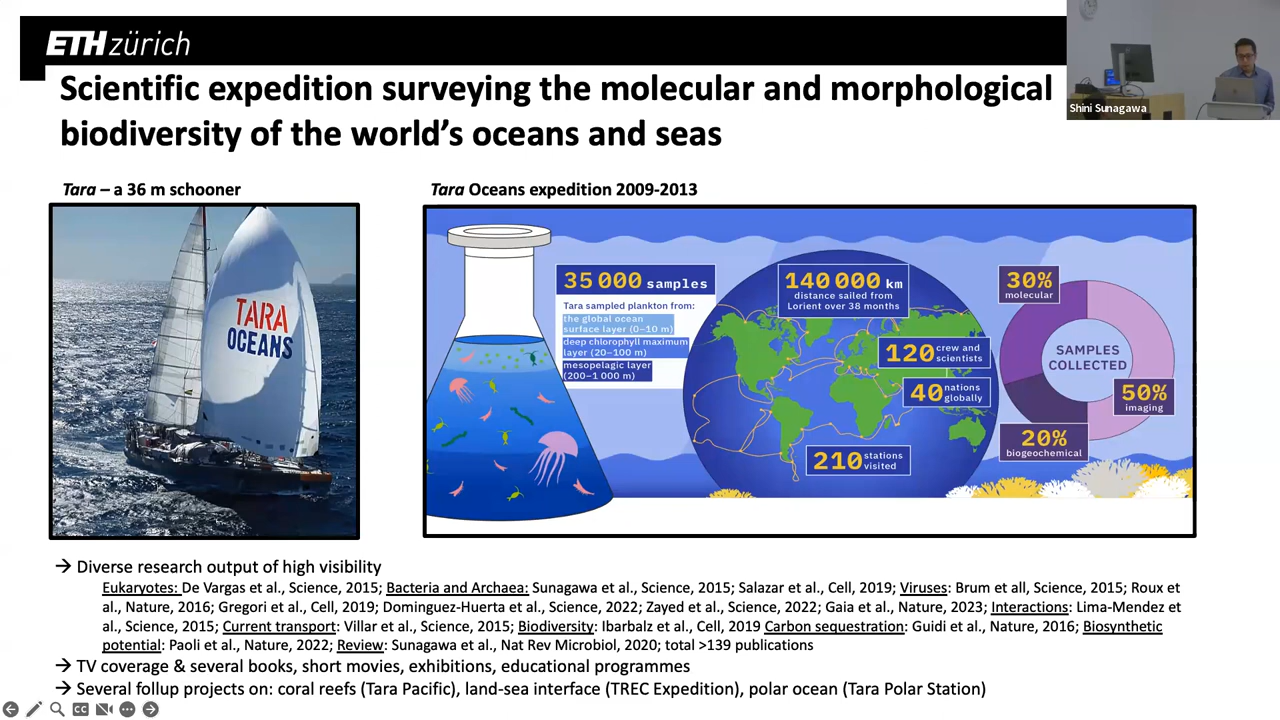 ETH zürich
Scientific expedition surveying the molecular and morphological
biodiversity of the world's oceans and seas
Shini Sunagawa
Tara – a 36 m schooner
Tara Oceans expedition 2009-2013
TARA
OCEANS
35 000 samples
Tara sampled plankton from:
the global ocean
surface layer (0–10 m)
deep chlorophyll maximum
layer (20–100 m)
mesopelagic layer
(200–1 000 m)
140 000 km
distance sailed from
Lorient over 38 months
120 crew and
scientists
40 nations
globally
210 stations
visited
30%
molecular
SAMPLES
COLLECTED
50%
imaging
20%
biogeochemical
→ Diverse research output of high visibility
Eukaryotes: De Vargas et al., Science, 2015; Bacteria and Archaea: Sunagawa et al., Science, 2015; Salazar et al., Cell, 2019; Viruses: Brum et all, Science, 2015; Roux et
al., Nature, 2016; Gregori et al., Cell, 2019; Dominguez-Huerta et al., Science, 2022; Zayed et al., Science, 2022; Gaia et al., Nature, 2023; Interactions: Lima-Mendez et
al., Science, 2015; Current transport: Villar et al., Science, 2015; Biodiversity: Ibarbalz et al., Cell, 2019 Carbon sequestration: Guidi et al., Nature, 2016; Biosynthetic
potential: Paoli et al., Nature, 2022; Review: Sunagawa et al., Nat Rev Microbiol, 2020; total >139 publications
→ TV coverage & several books, short movies, exhibitions, educational programmes
→ Several follup projects on: coral reefs (Tara Pacific), land-sea interface (TREC Expedition), polar ocean (Tara Polar Station)
CC